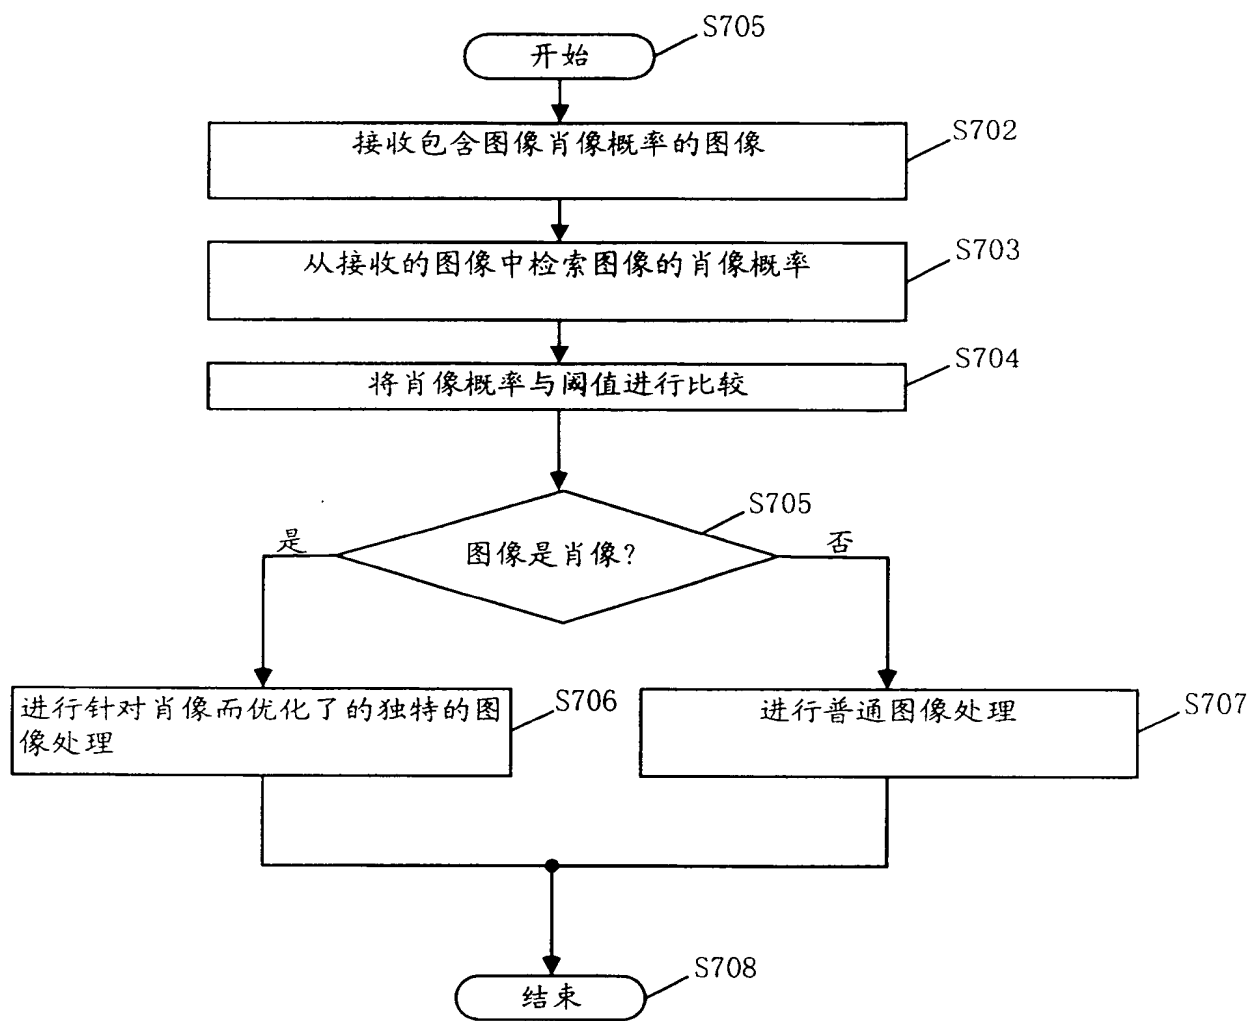 开始
S705
接收包含图像肖像概率的图像
S702
从接收的图像中检索图像的肖像概率
S703
将肖像概率与阈值进行比较
S704
图像是肖像?
S705
是
否
进行针对肖像而优化了的独特的图
像处理
S706
进行普通图像处理
S707
结束
S708